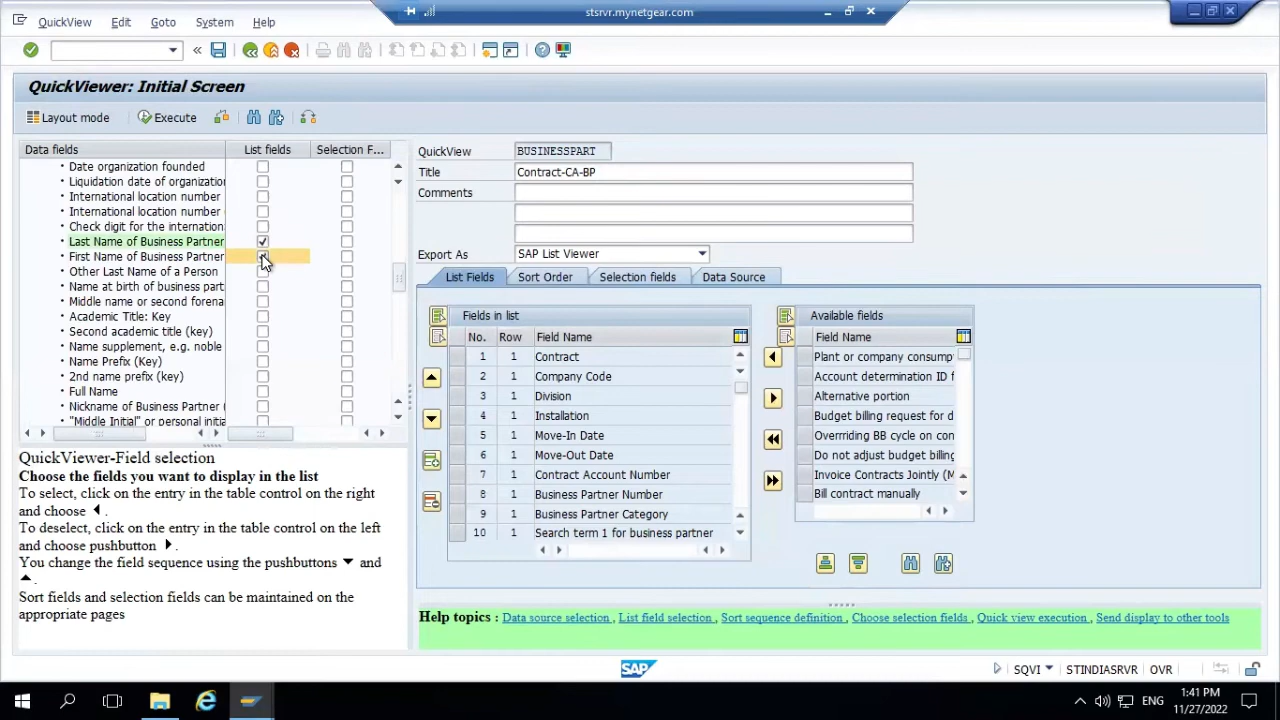 stsrvr.mynetgear.com
QuickView Edit Goto System Help
QuickViewer: Initial Screen
Layout mode Execute
Data fields List fields Selection F...
Date organization founded
Liquidation date of organization
International location number
International location number (
Check digit for the internation
Last Name of Business Partner
First Name of Business Partner
Other Last Name of a Person
Name at birth of business part
Middle name or second forena
Academic Title: Key
Second academic title (key)
Name supplement, e.g. noble
Name Prefix (Key)
2nd name prefix (key)
Full Name
Nickname of Business Partner (
"Middle Initial" or personal initia
QuickViewer-Field selection
Choose the fields you want to display in the list
To select, click on the entry in the table control on the right
and choose .
To deselect, click on the entry in the table control on the left
and choose pushbutton .
You change the field sequence using the pushbuttons and
.
Sort fields and selection fields can be maintained on the
appropriate pages
QuickView BUSINESSPART
Title Contract-CA-BP
Comments
Export As SAP List Viewer
List Fields Sort Order Selection fields Data Source
Fields in list
No. Row Field Name
1 1 Contract
2 1 Company Code
3 1 Division
4 1 Installation
5 1 Move-In Date
6 1 Move-Out Date
7 1 Contract Account Number
8 1 Business Partner Number
9 1 Business Partner Category
10 1 Search term 1 for business partner
Available fields
Field Name
Plant or company consump
Account determination ID f
Alternative portion
Budget billing request for d
Overrriding BB cycle on con
Do not adjust budget billing
Invoice Contracts Jointly (M
Bill contract manually
Help topics : Data source selection , List field selection , Sort sequence definition , Choose selection fields , Quick view execution , Send display to other tools
SAP
SQVI STINDIASRVR OVR
ENG
1:41 PM
11/27/2022